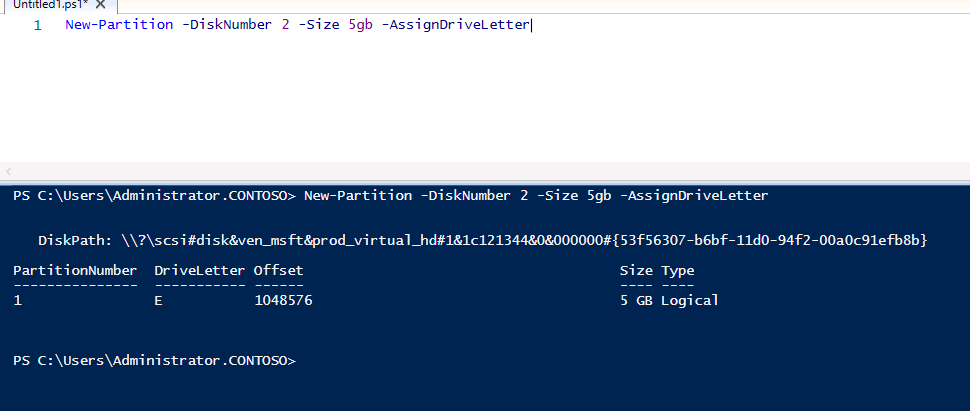 Untitled1.ps1* X
1 New-Partition -DiskNumber 2 -Size 5gb -AssignDriveLetter
PS C:\Users\Administrator.CONTOSO> New-Partition -DiskNumber 2 -Size 5gb -AssignDriveLetter
DiskPath: \\?\scsi#disk&ven_msft&prod_virtual_hd#1&1c121344&0&000000#{53f56307-b6bf-11d0-94f2-00a0c91efb8b}
PartitionNumber DriveLetter Offset Size Type
--------------- ----------- ------ ---- ----
1 E 1048576 5 GB Logical
PS C:\Users\Administrator.CONTOSO>